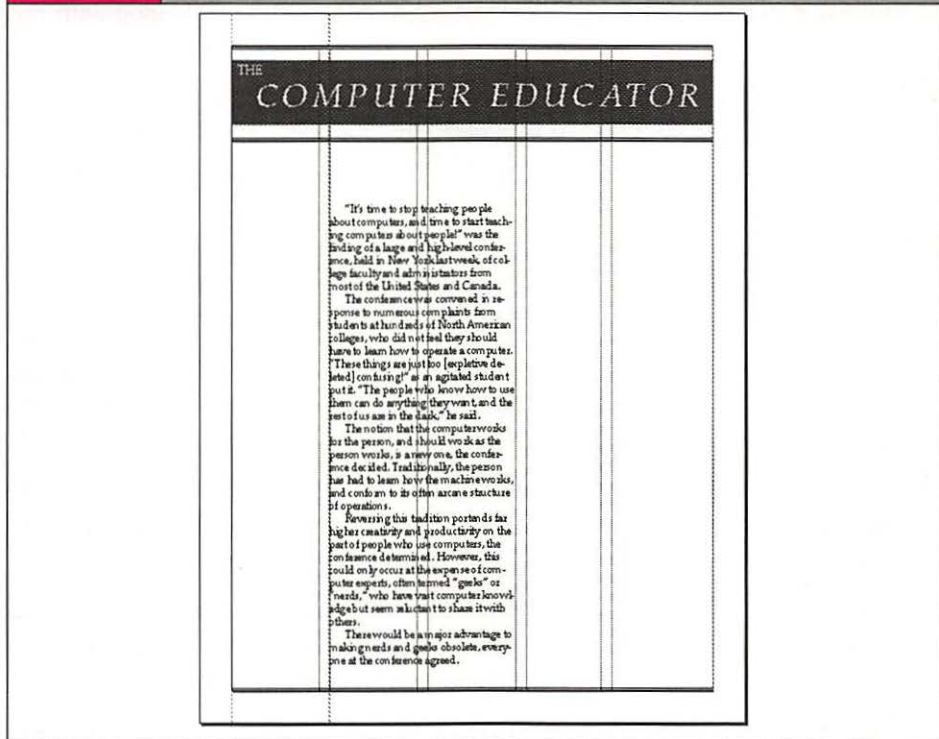 THE
COMPUTER EDUCATOR
"It's time to stop teaching people
about computers, and time to start teach-
ing computers about people!" was the
finding of a large and high-level confer-
ence, held in New York last week, of col-
lege faculty and administrators from
most of the United States and Canada.
The conference was convened in re-
sponse to numerous complaints from
students at hundreds of North American
colleges, who did not feel they should
have to learn how to operate a computer.
"These things are just too [expletive de-
leted] confusing!" as an agitated student
put it. "The people who know how to use
them can do anything they want, and the
rest of us are in the dark," he said.
The notion that the computer works
for the person, and should work as the
person works, is a new one, the confer-
ence decided. Traditionally, the person
has had to learn how the machine works,
and conform to its often arcane structure
of operations.
Reversing this tradition portends far
higher creativity and productivity on the
part of people who use computers, the
conference determined. However, this
could only occur at the expense of com-
puter experts, often termed "geeks" or
"nerds," who have vast computer knowl-
edge but seem reluctant to share it with
others.
There would be a major advantage to
making nerds and geeks obsolete, every-
one at the conference agreed.